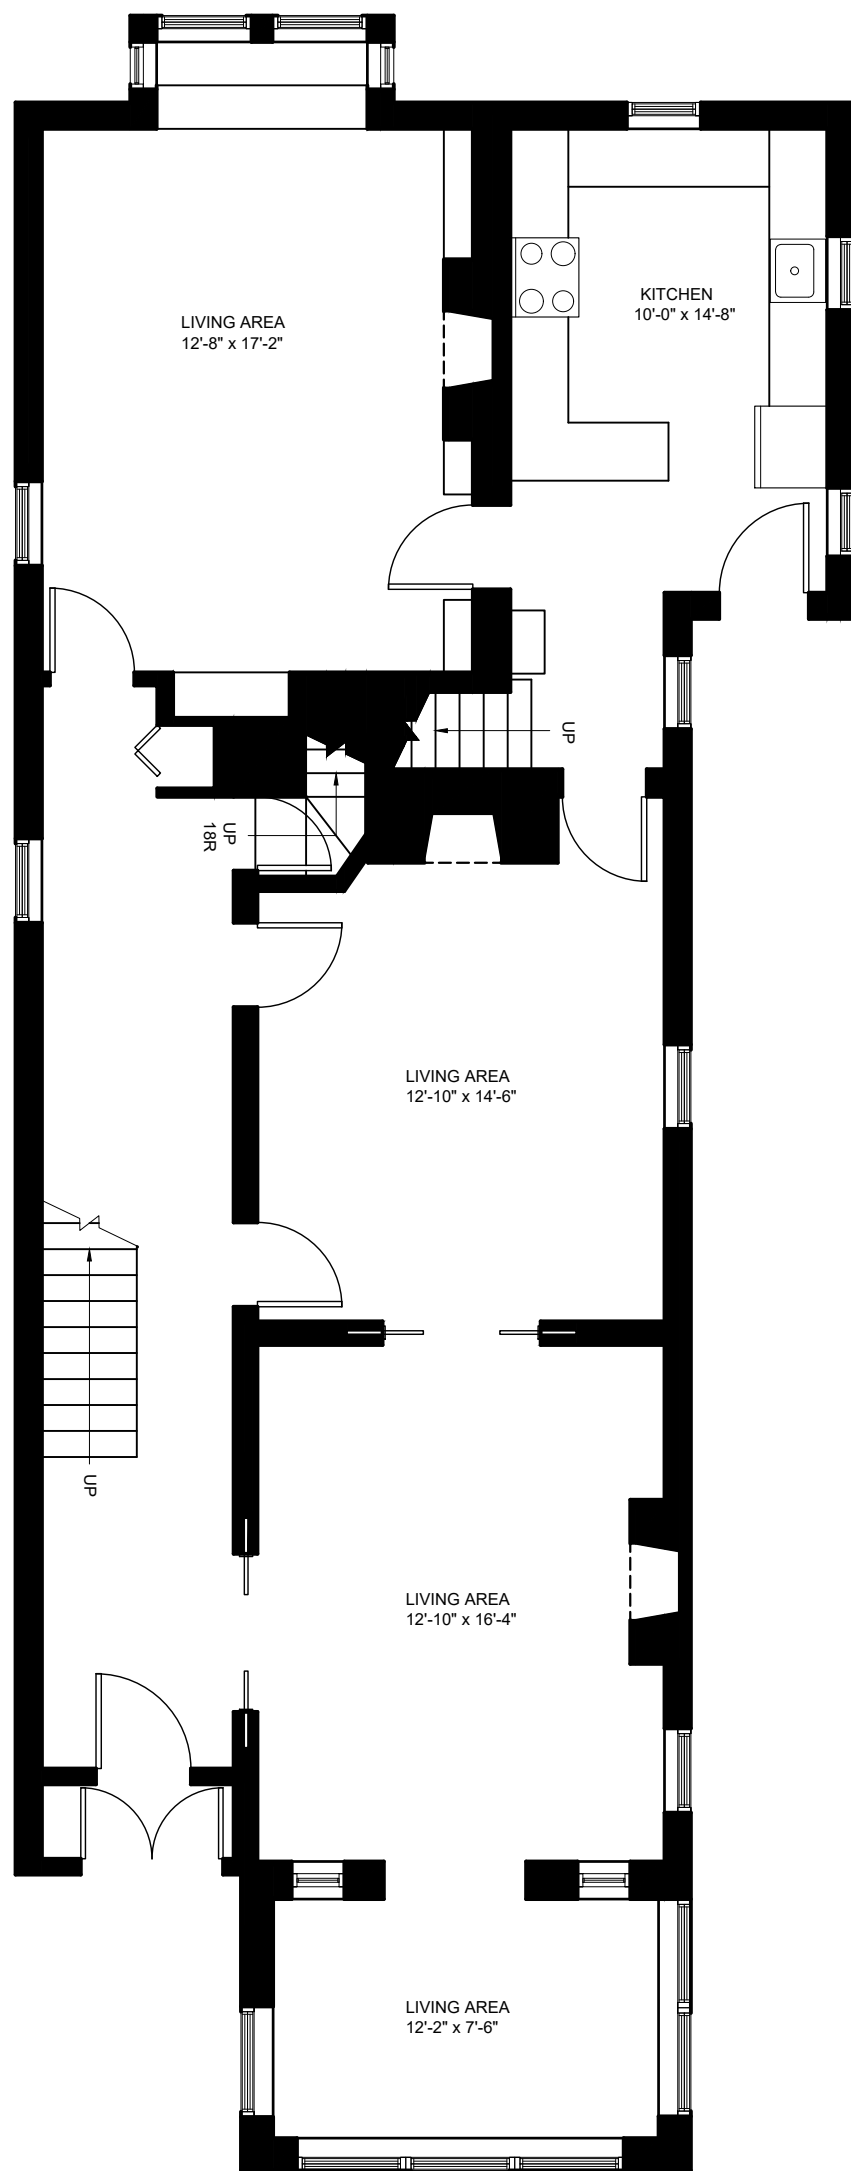 KITCHEN
10'-0" x 14'-8"
LIVING AREA
12'-8" x 17'-2"
UP
UP
18R
LIVING AREA
12'-10" x 14'-6"
UP
LIVING AREA
12'-10" x 16'-4"
LIVING AREA
12'-2" x 7'-6"